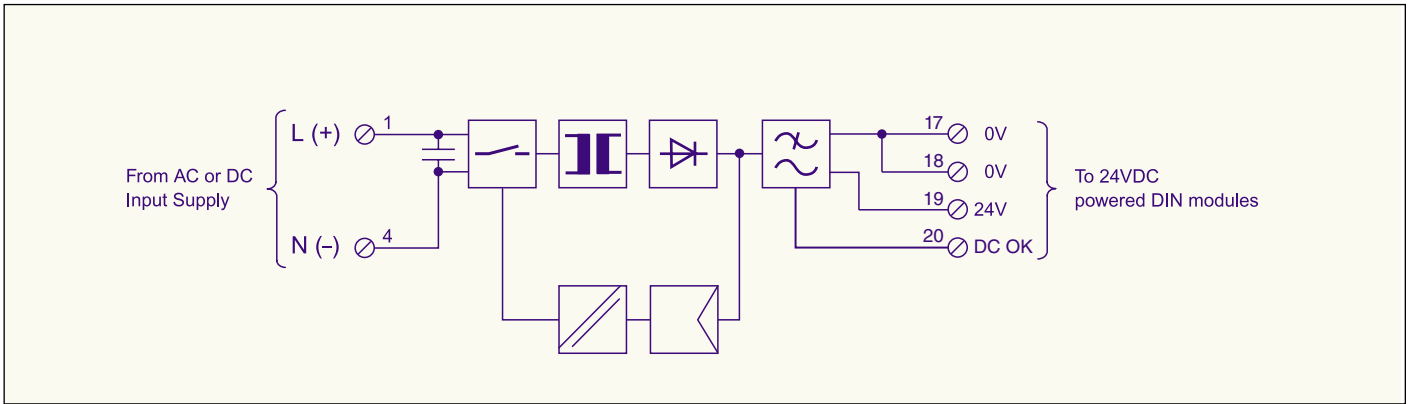 L (+)
1
From AC or DC
Input Supply
N (–)
4
17
0V
18
0V
19
24V
20
DC OK
To 24VDC
powered DIN modules